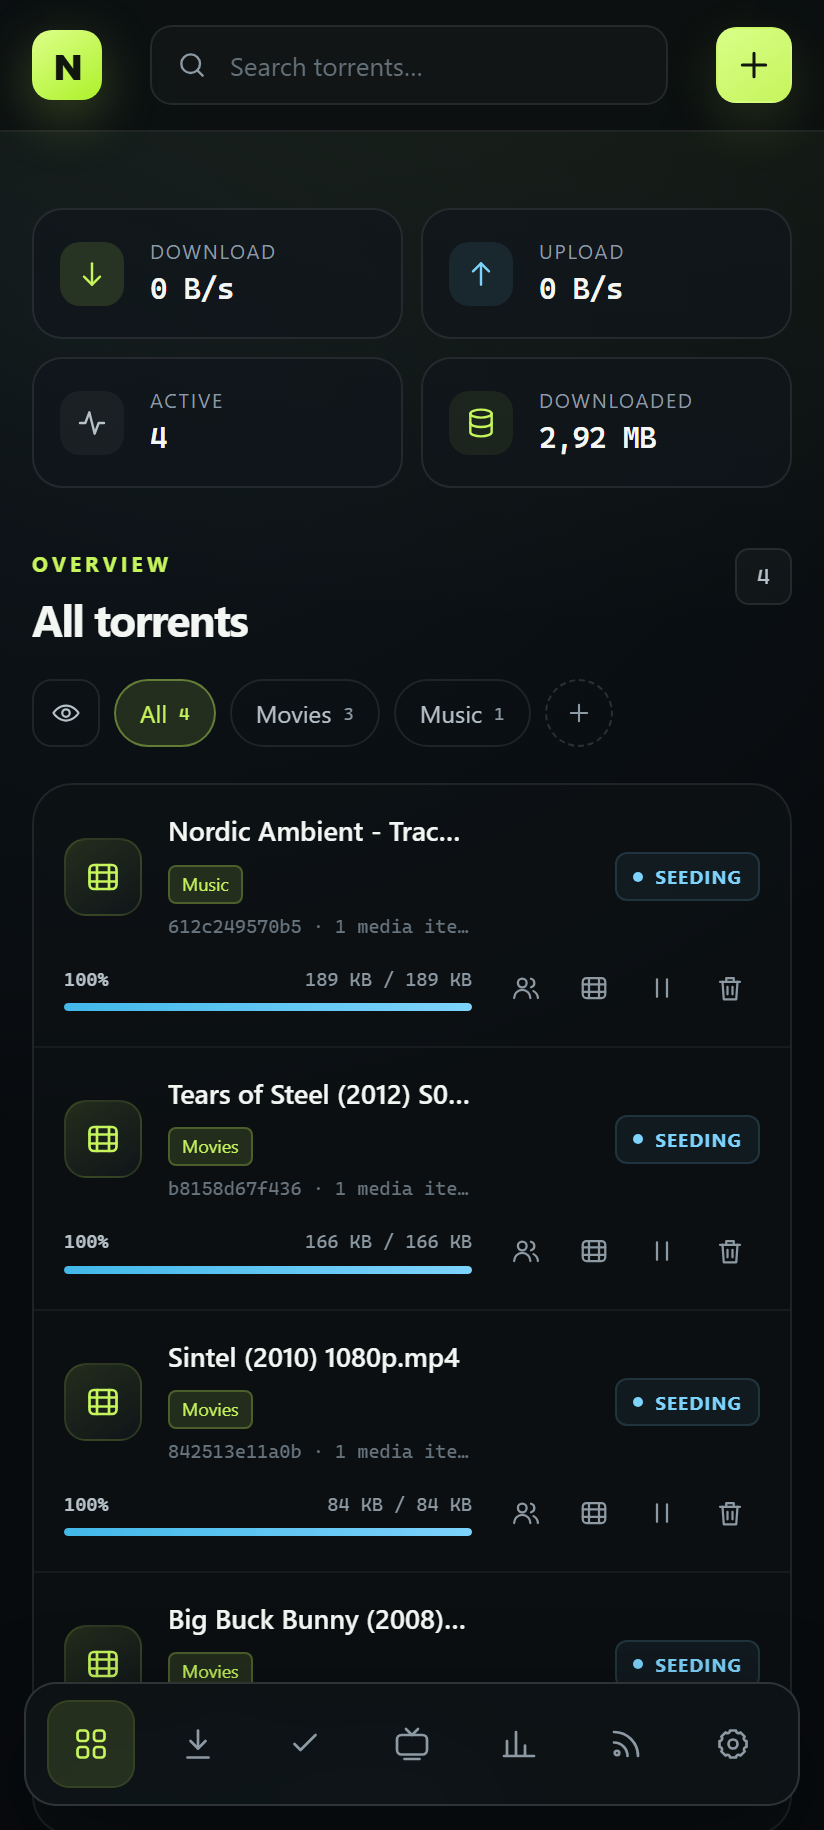 N
Search torrents...
DOWNLOAD
0 B/s
UPLOAD
0 B/s
ACTIVE
4
DOWNLOADED
2,92 MB
OVERVIEW
4
All torrents
All 4
Movies 3
Music 1
Nordic Ambient - Trac...
Music
SEEDING
612c249570b5 · 1 media ite...
100%
189 KB / 189 KB
Tears of Steel (2012) S0...
Movies
SEEDING
b8158d67f436 · 1 media ite...
100%
166 KB / 166 KB
Sintel (2010) 1080p.mp4
Movies
SEEDING
842513e11a0b · 1 media ite...
100%
84 KB / 84 KB
Big Buck Bunny (2008)...
Movies
SEEDING